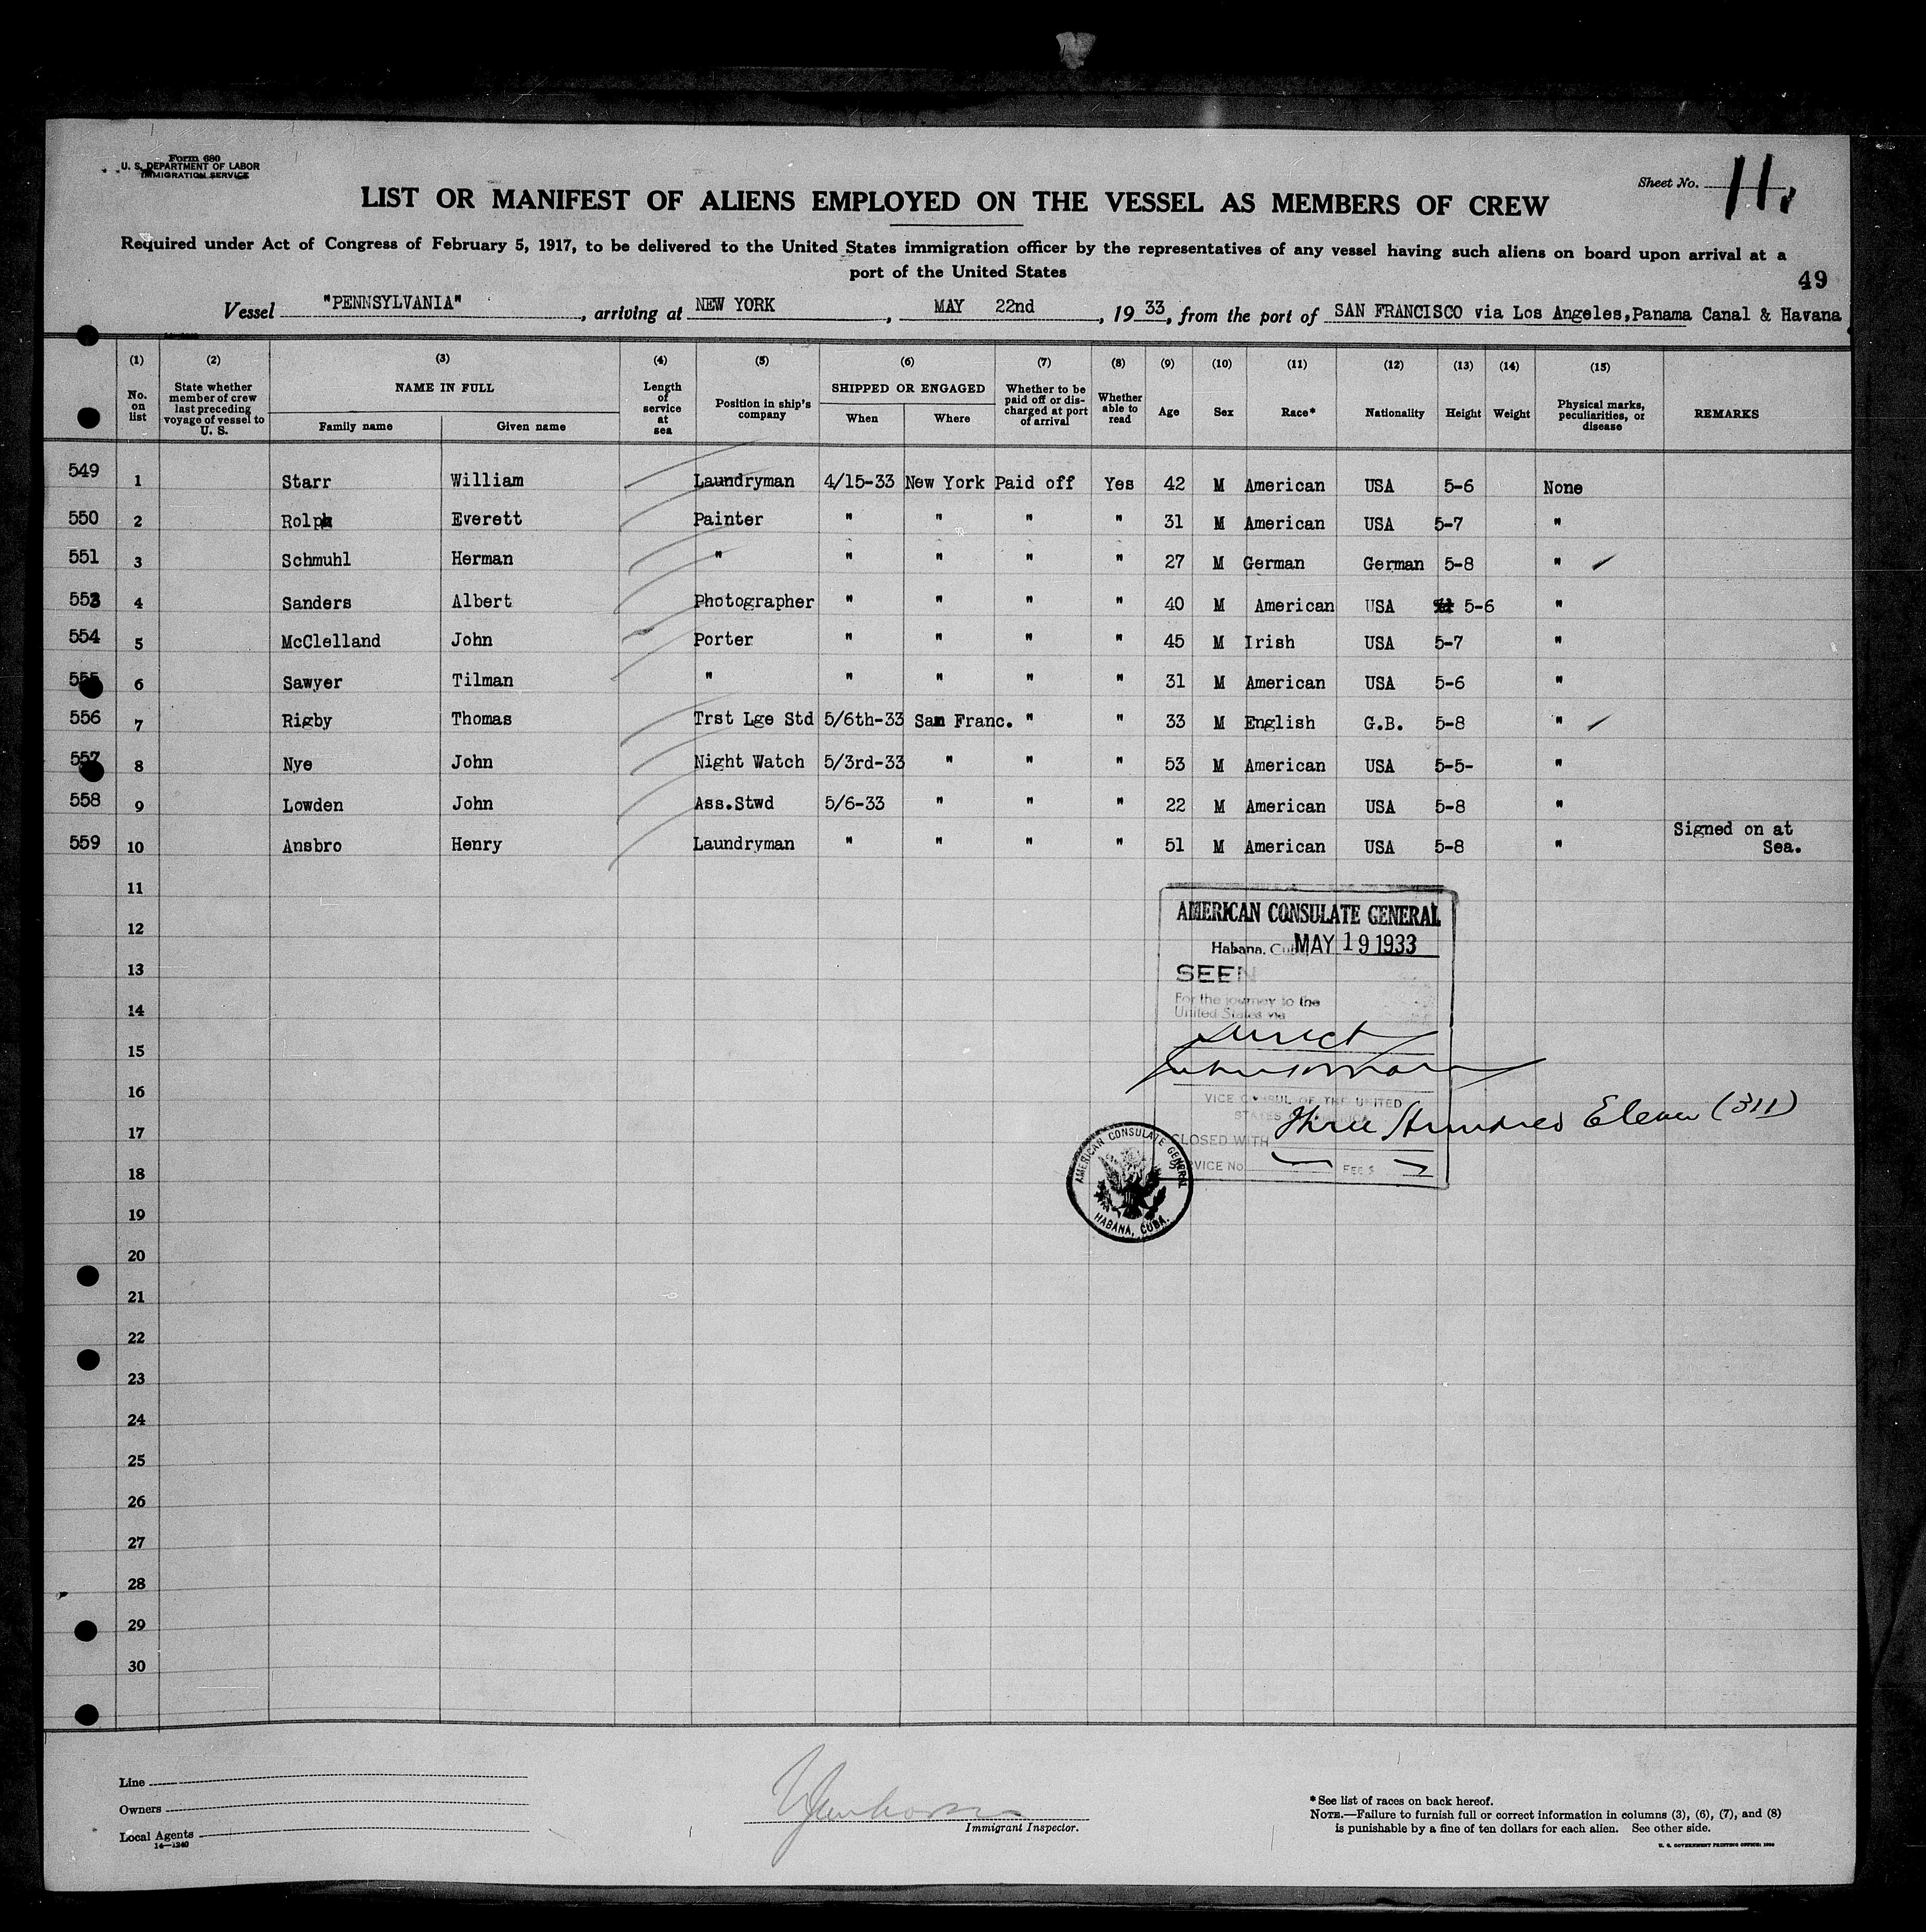 Form 680
U. S. DEPARTMENT OF LABOR
IMMIGRATION SERVICE
Sheet No. 11.
LIST OR MANIFEST OF ALIENS EMPLOYED ON THE VESSEL AS MEMBERS OF CREW
Required under Act of Congress of February 5, 1917, to be delivered to the United States immigration officer by the representatives of any vessel having such aliens on board upon arrival at a
port of the United States
49
Vessel "PENNSYLVANIA", arriving at NEW YORK, MAY 22nd, 1933, from the port of SAN FRANCISCO via Los Angeles, Panama Canal & Havana
(1) (2) (3) (4) (5) (6) (7) (8) (9) (10) (11) (12) (13) (14) (15)
No. on list
State whether member of crew last preceding voyage of vessel to U. S.
NAME IN FULL
Family name
Given name
Length of service at sea
Position in ship's company
SHIPPED OR ENGAGED
When
Where
Whether to be paid off or discharged at port of arrival
Whether able to read
Age
Sex
Race*
Nationality
Height
Weight
Physical marks, peculiarities, or disease
REMARKS
549 1 Starr William Laundryman 4/15-33 New York Paid off Yes 42 M American USA 5-6 None
550 2 Rolph Everett Painter " " " " 31 M American USA 5-7 "
551 3 Schmuhl Herman " " " " " 27 M German German 5-8 "
553 4 Sanders Albert Photographer " " " " 40 M American USA 5-6 "
554 5 McClelland John Porter " " " " 45 M Irish USA 5-7 "
555 6 Sawyer Tilman " " " " " 31 M American USA 5-6 "
556 7 Rigby Thomas Trst Lge Std 5/6th-33 San Franc. " " 33 M English G.B. 5-8 "
557 8 Nye John Night Watch 5/3rd-33 " " " 53 M American USA 5-5- "
558 9 Lowden John Ass.Stwd 5/6-33 " " " 22 M American USA 5-8 "
559 10 Ansbro Henry Laundryman " " " " 51 M American USA 5-8 " Signed on at Sea.
11
12
13
14
15
16
17
18
19
20
21
22
23
24
25
26
27
28
29
30
AMERICAN CONSULATE GENERAL
Habana, Cuba MAY 19 1933
SEEN
For the journey to the
United States via
Direct
VICE CONSUL OF THE UNITED
STATES OF AMERICA
CLOSED WITH Three Hundred Eleven (311)
SERVICE No. FEES
AMERICAN CONSULATE GENERAL
HABANA, CUBA.
Line
Owners
Local Agents
14—1240
Immigrant Inspector.
* See list of races on back hereof.
NOTE.—Failure to furnish full or correct information in columns (3), (6), (7), and (8)
is punishable by a fine of ten dollars for each alien. See other side.
U. S. GOVERNMENT PRINTING OFFICE: 1930